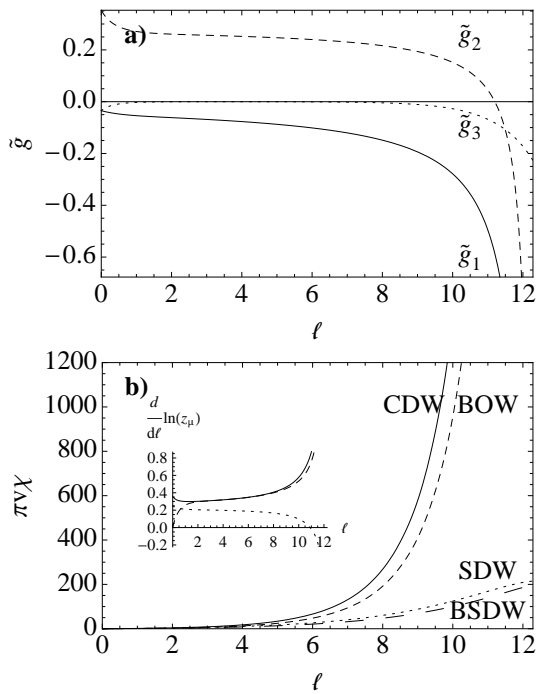 a)
0.2
0.0
−0.2
−0.4
−0.6
g̃
g̃₂
g̃₃
g̃₁
0 2 4 6 8 10 12
ℓ
b)
1200
1000
800
600
400
200
0
πvχ
CDW BOW
SDW
BSDW
d/dℓ ln(z_μ)
0.8
0.6
0.4
0.2
0.0
−0.2
2 4 6 8 10 12
ℓ
0 2 4 6 8 10 12
ℓ